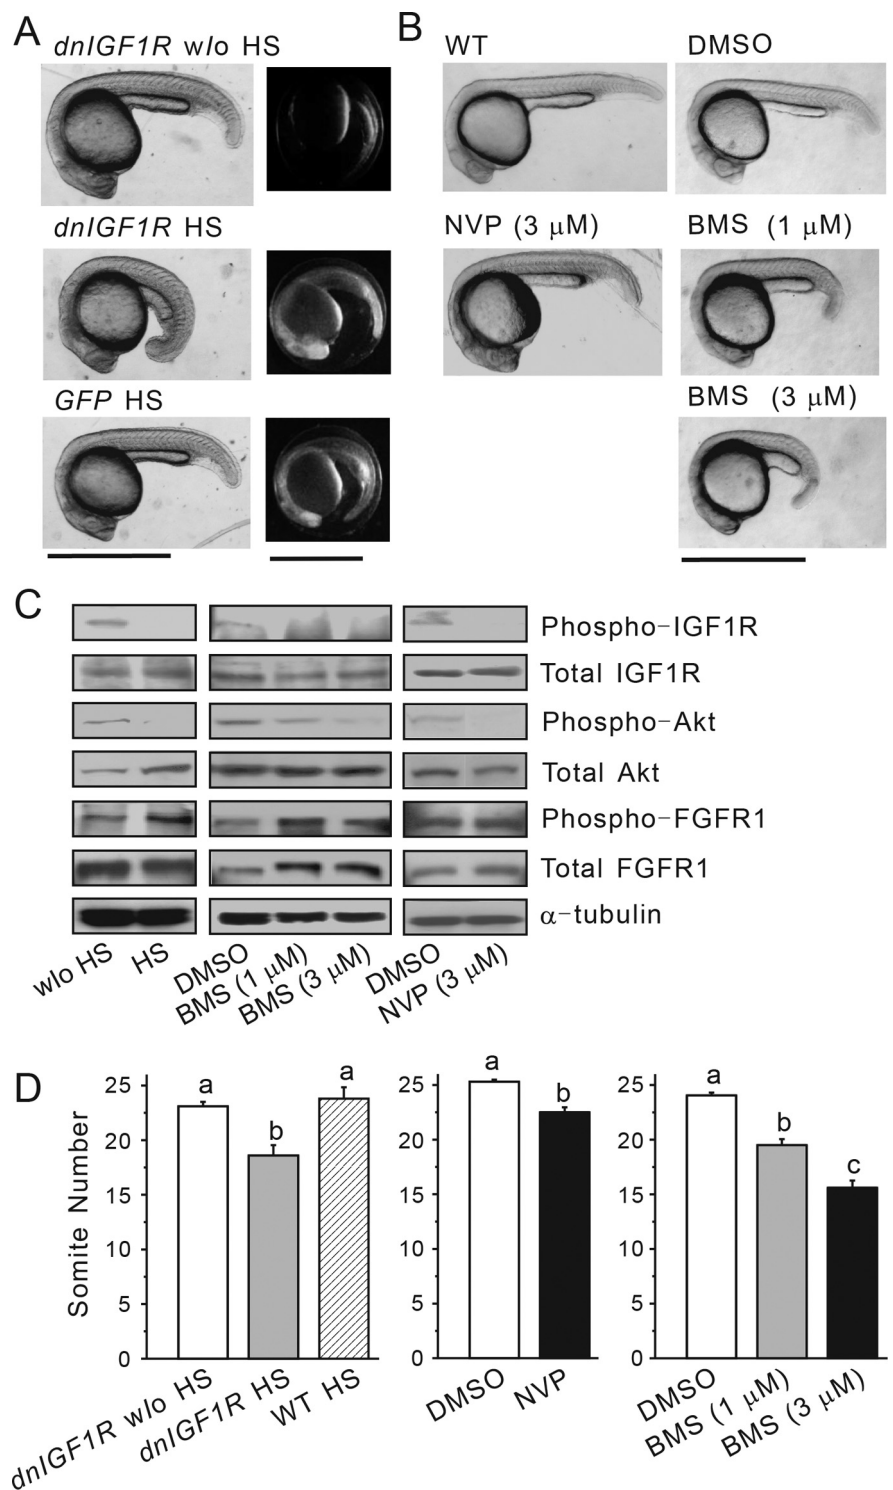 A
dnIGF1R w/o HS
dnIGF1R HS
GFP HS
B
WT
DMSO
NVP (3 μM)
BMS (1 μM)
BMS (3 μM)
C
Phospho-IGF1R
Total IGF1R
Phospho-Akt
Total Akt
Phospho-FGFR1
Total FGFR1
α-tubulin
w/o HS
HS
DMSO
BMS (1 μM)
BMS (3 μM)
DMSO
NVP (3 μM)
D
Somite Number
25
20
15
10
5
0
a
b
a
dnIGF1R w/o HS
dnIGF1R HS
WT HS
25
20
15
10
5
0
a
b
DMSO
NVP
25
20
15
10
5
0
a
b
c
DMSO
BMS (1 μM)
BMS (3 μM)